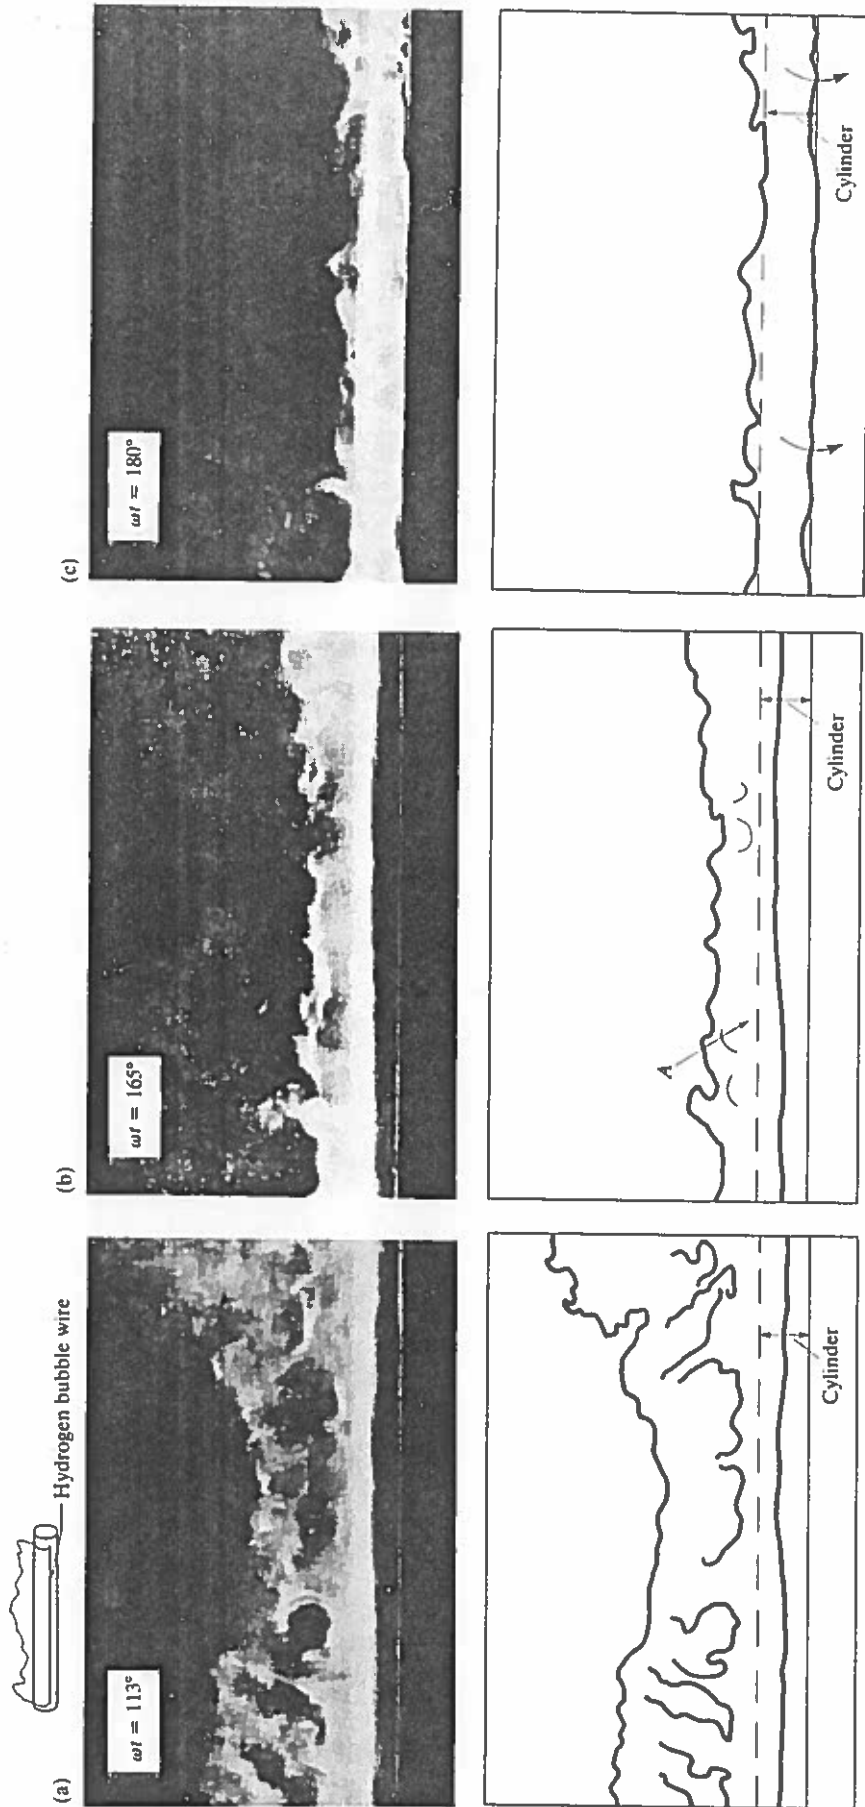 Hydrogen bubble wire
(a)
ωt = 113°
Cylinder
(b)
ωt = 165°
A
Cylinder
(c)
ωt = 180°
Cylinder